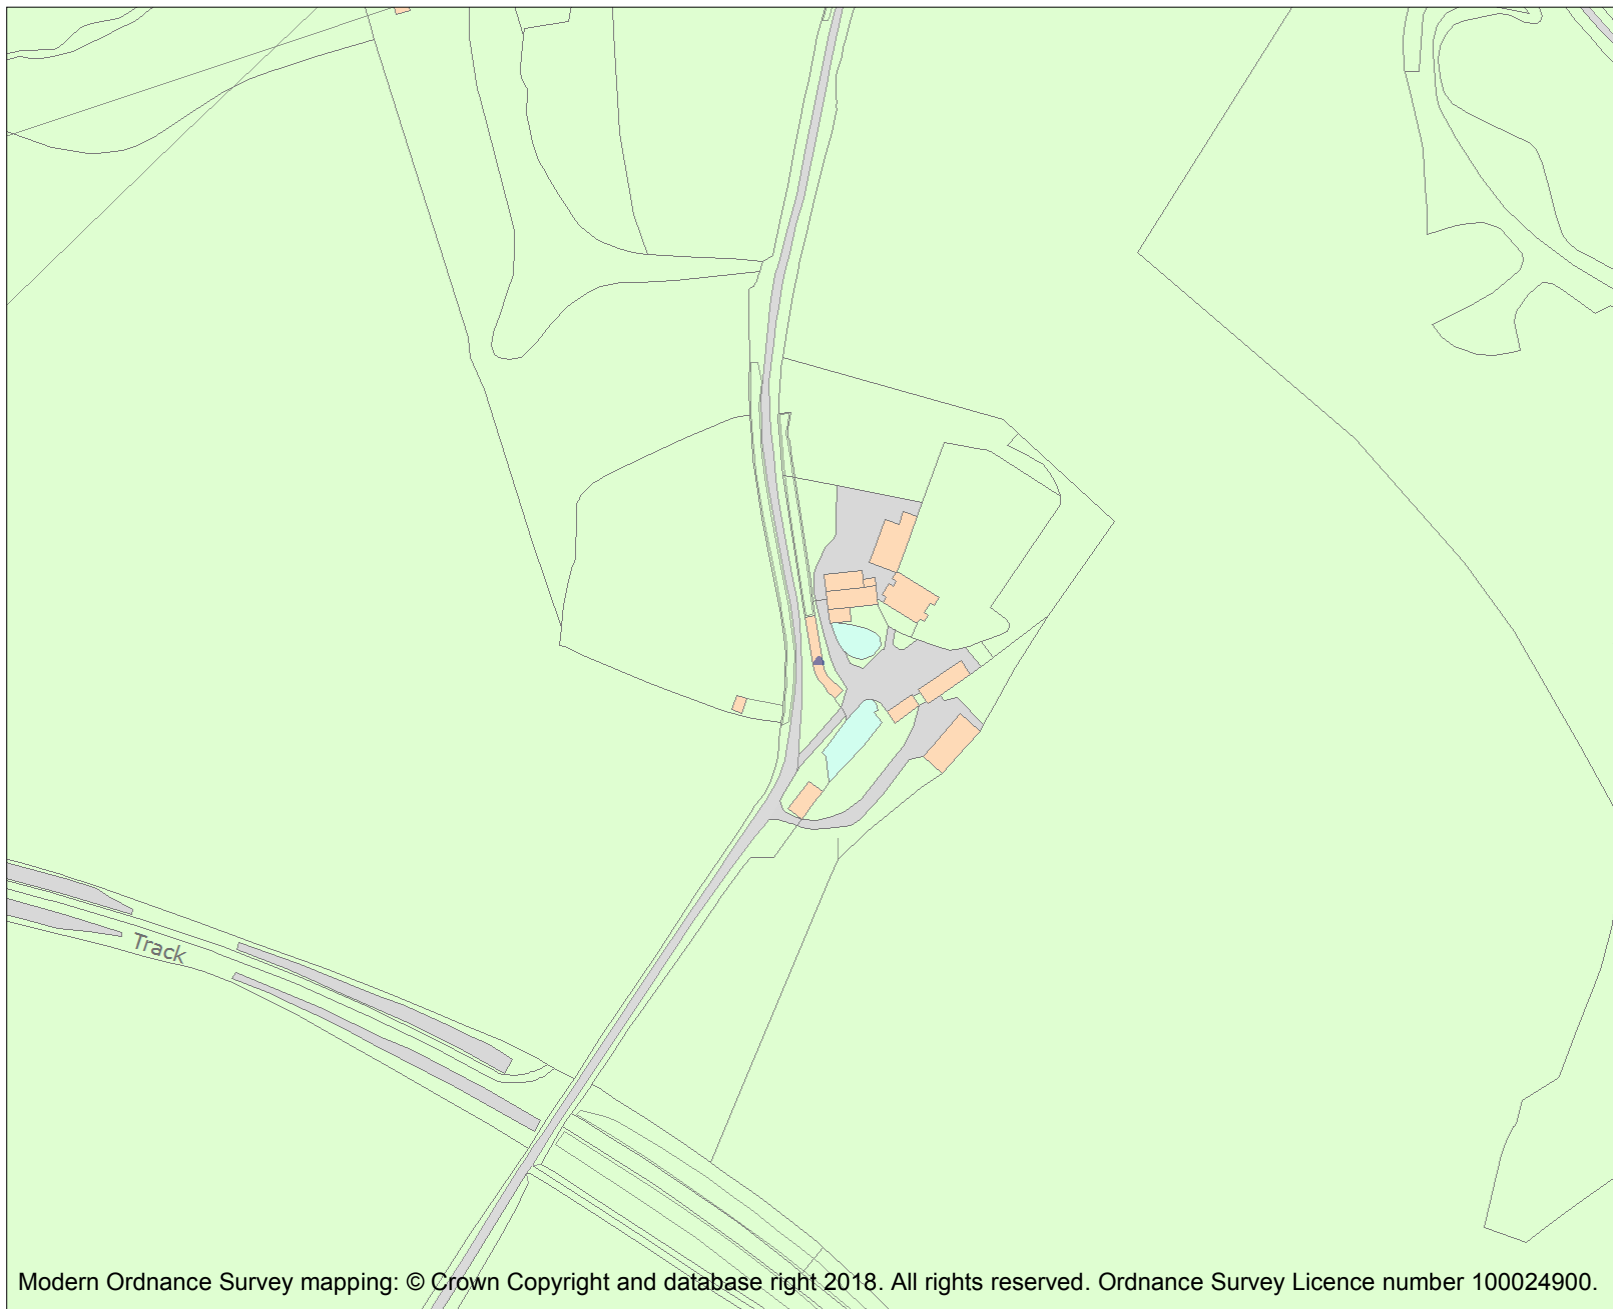 Track
Modern Ordnance Survey mapping: © Crown Copyright and database right 2018. All rights reserved. Ordnance Survey Licence number 100024900.